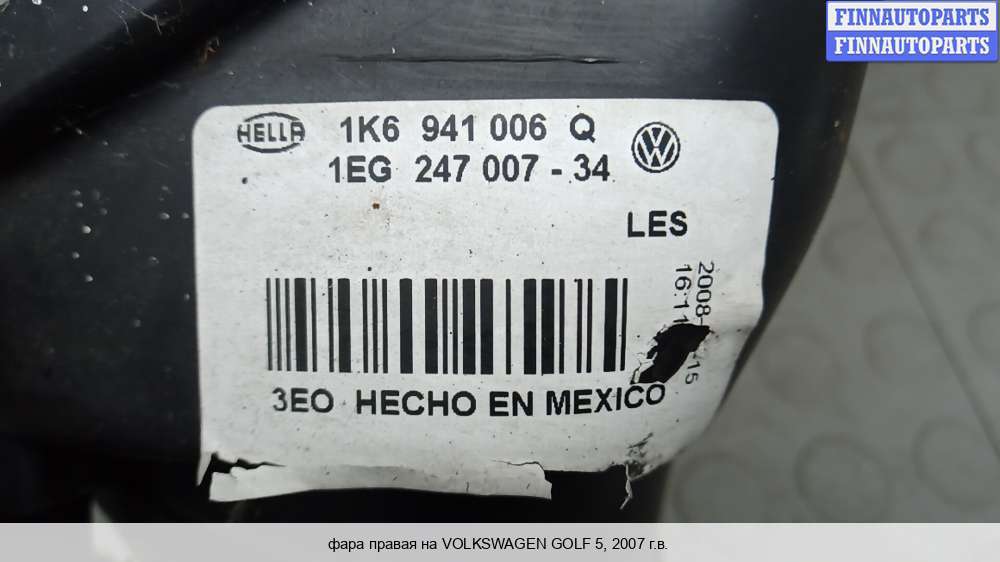 FINNAUTOPARTS
FINNAUTOPARTS
HELLA 1K6 941 006 Q
1EG 247 007 - 34
LES
2008-
16:11
15
3EO HECHO EN MEXICO
фара правая на VOLKSWAGEN GOLF 5, 2007 г.в.